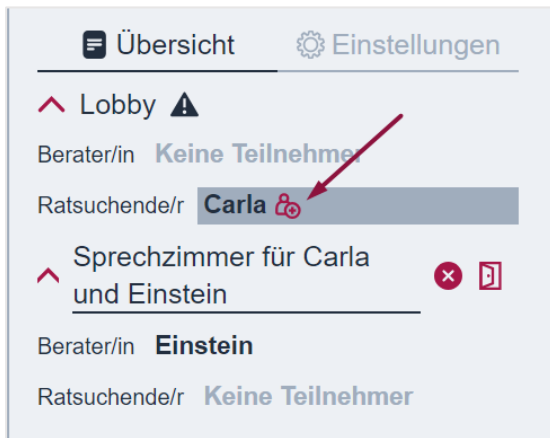 Übersicht Einstellungen
Lobby
Berater/in Keine Teilnehmer
Ratsuchende/r Carla
Sprechzimmer für Carla
und Einstein
Berater/in Einstein
Ratsuchende/r Keine Teilnehmer